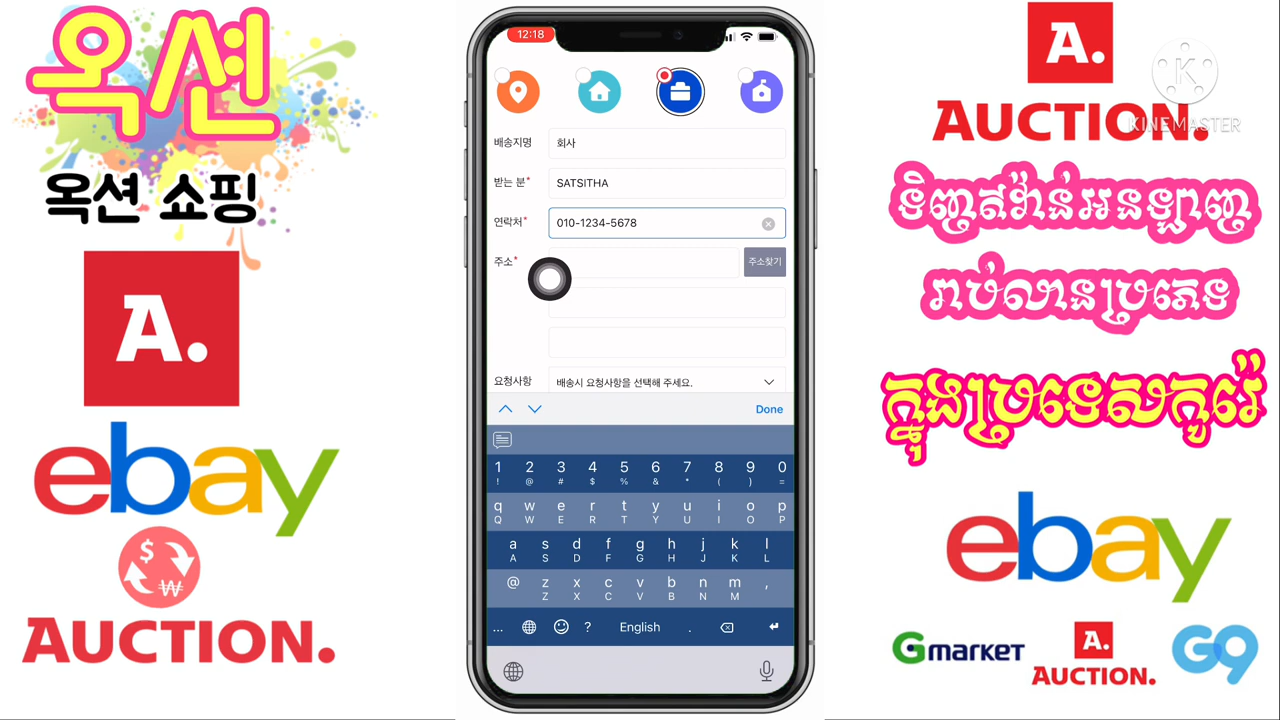 옥션
옥션 쇼핑
A.
ebay
$
₩
AUCTION.
12:18
배송지명
회사
받는 분*
SATSITHA
연락처*
010-1234-5678
주소*
주소찾기
요청사항
배송시 요청사항을 선택해 주세요.
Done
1 2 3 4 5 6 7 8 9 0
! @ # $ % & * ( ) =
q w e r t y u i o p
Q W E R T Y U I O P
a s d f g h j k l
A S D F G H J K L
@ z x c v b n m ,
Z X C V B N M
... ? English .
A.
AUCTION.
K
KINEMASTER
ទិញឥវ៉ាន់អនឡាញ
រាប់លានប្រភេទ
ក្នុងប្រទេសកូរ៉េ
ebay
Gmarket
A.
AUCTION.
G9